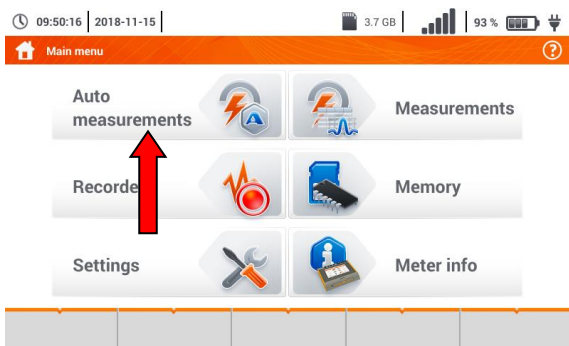 09:50:16 2018-11-15 3.7 GB 93 %
Main menu ?
Auto
measurements
Measurements
Recorde
Memory
Settings
Meter info